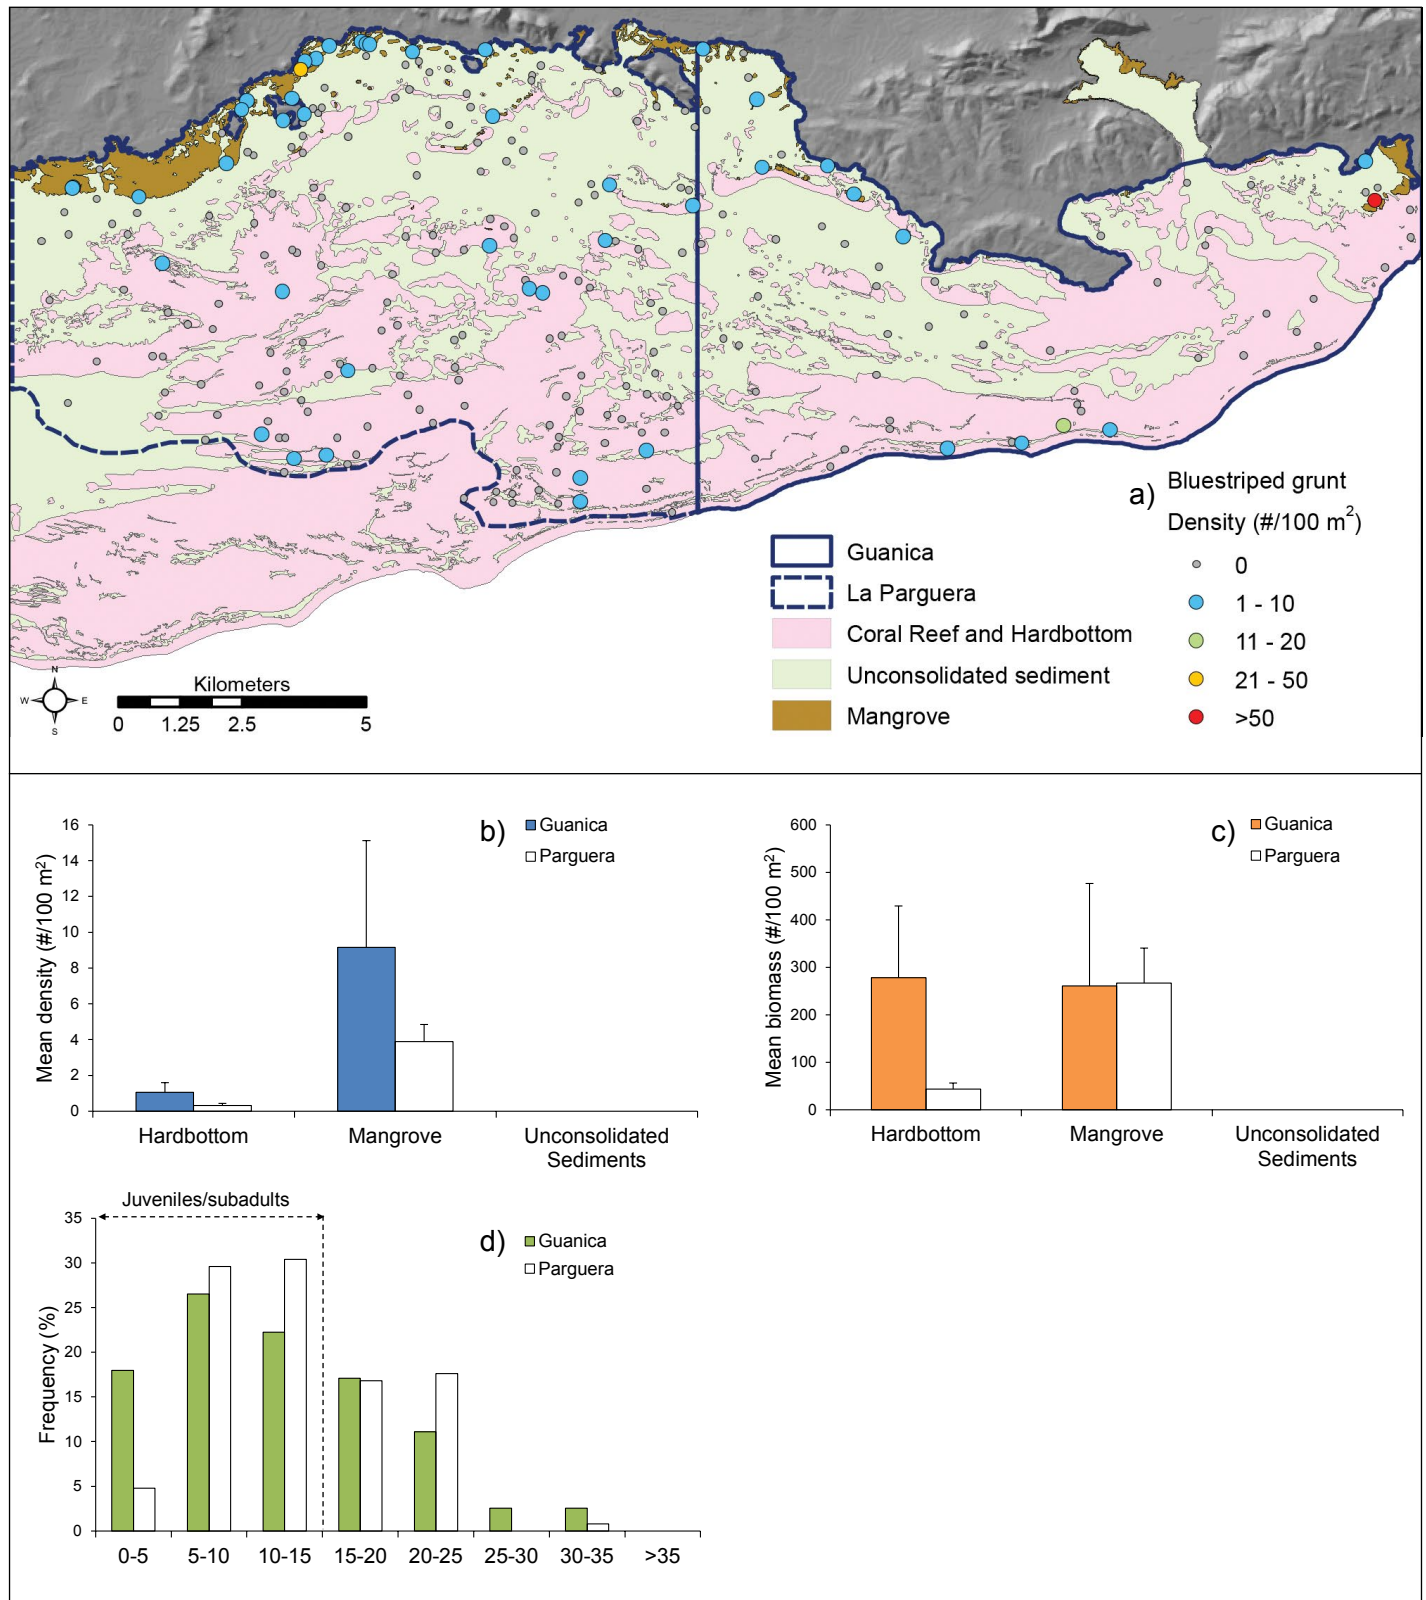 a) Bluestriped grunt
Density (#/100 m²)
0
1 - 10
11 - 20
21 - 50
>50
Guanica
La Parguera
Coral Reef and Hardbottom
Unconsolidated sediment
Mangrove
N
W E
S
Kilometers
0 1.25 2.5 5
b)
Guanica
Parguera
Mean density (#/100 m²)
16
14
12
10
8
6
4
2
0
Hardbottom Mangrove Unconsolidated
Sediments
c)
Guanica
Parguera
Mean biomass (#/100 m²)
600
500
400
300
200
100
0
Hardbottom Mangrove Unconsolidated
Sediments
Juveniles/subadults
d)
Guanica
Parguera
Frequency (%)
35
30
25
20
15
10
5
0
0-5 5-10 10-15 15-20 20-25 25-30 30-35 >35